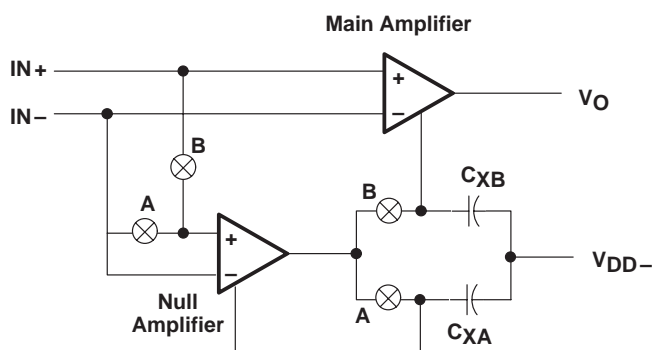 Main Amplifier
IN+
+
VO
IN−
−
B
B
CXB
A
+
VDD−
−
Null
Amplifier
A
CXA